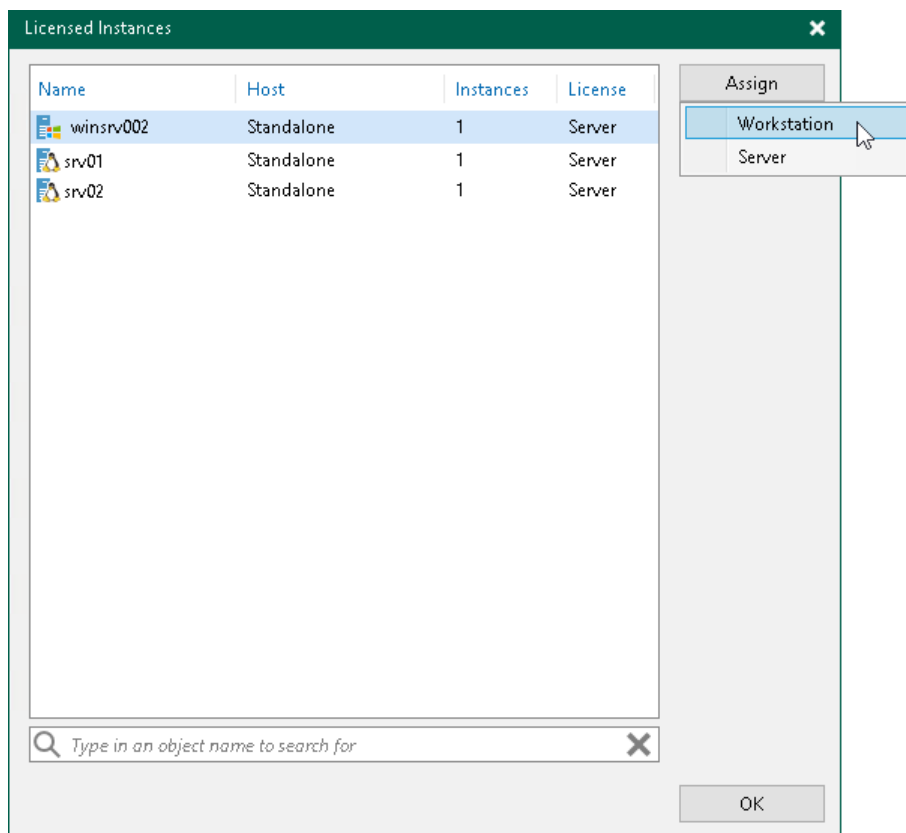 Licensed Instances
Name Host Instances License Assign
winsrv002 Standalone 1 Server Workstation
srv01 Standalone 1 Server Server
srv02 Standalone 1 Server
Type in an object name to search for
OK